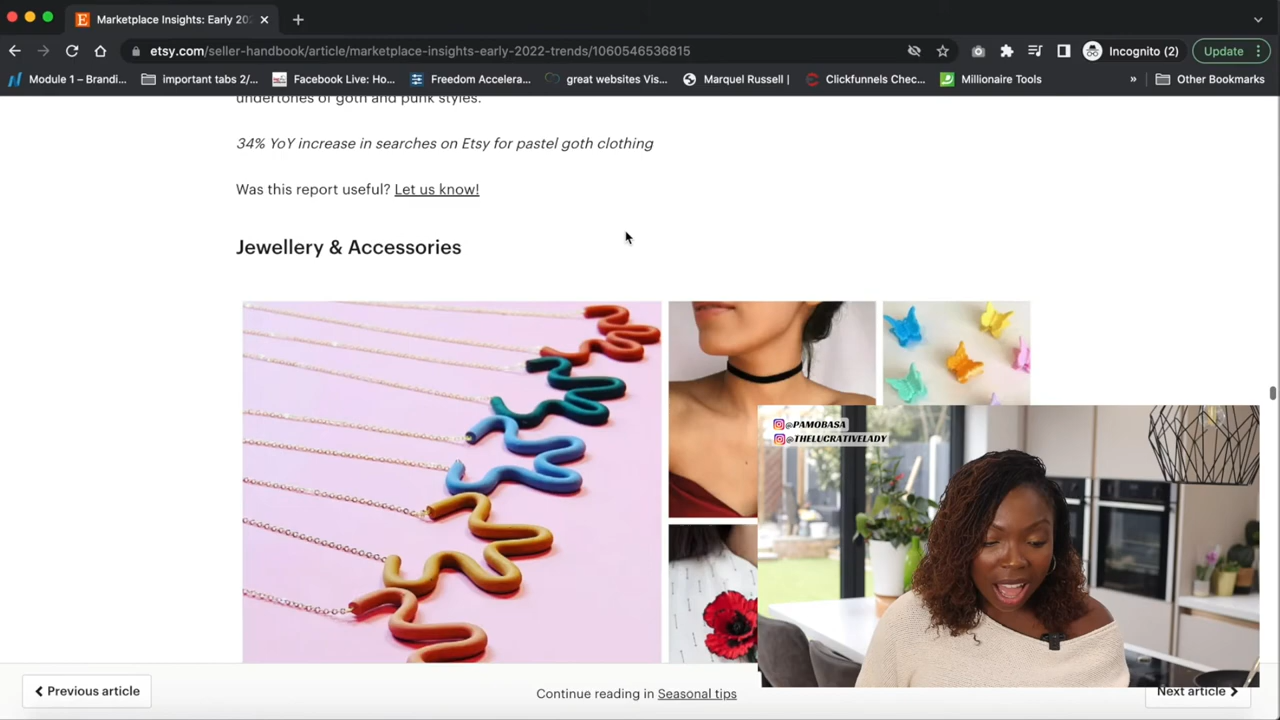 Marketplace Insights: Early 202
etsy.com/seller-handbook/article/marketplace-insights-early-2022-trends/1060546536815
Incognito (2)
Update
Module 1 – Brandi...
important tabs 2/...
Facebook Live: Ho...
Freedom Accelera...
great websites Vis...
Marquel Russell |
Clickfunnels Chec...
Millionaire Tools
»
Other Bookmarks
undertones of goth and punk styles.
34% YoY increase in searches on Etsy for pastel goth clothing
Was this report useful? Let us know!
Jewellery & Accessories
@PAMOBASA
@THELUCRATIVELADY
Previous article
Continue reading in Seasonal tips
Next article